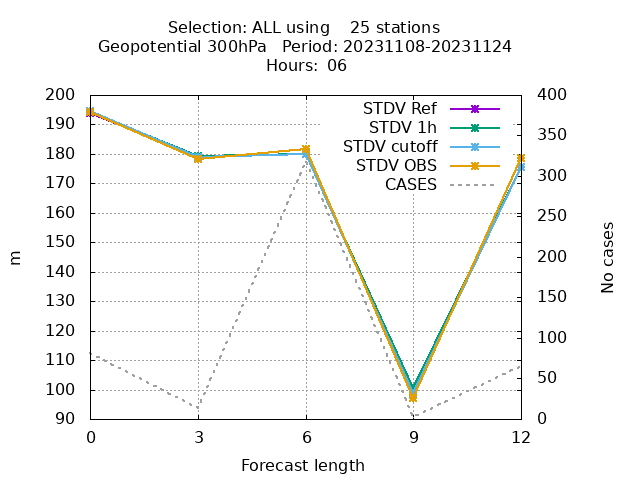 Selection: ALL using    25 stations
Geopotential 300hPa   Period: 20231108-20231124
Hours:  06
STDV Ref
STDV 1h
STDV cutoff
STDV OBS
CASES
200
190
180
170
160
150
140
130
120
110
100
90
m
400
350
300
250
200
150
100
50
0
No cases
0 3 6 9 12
Forecast length